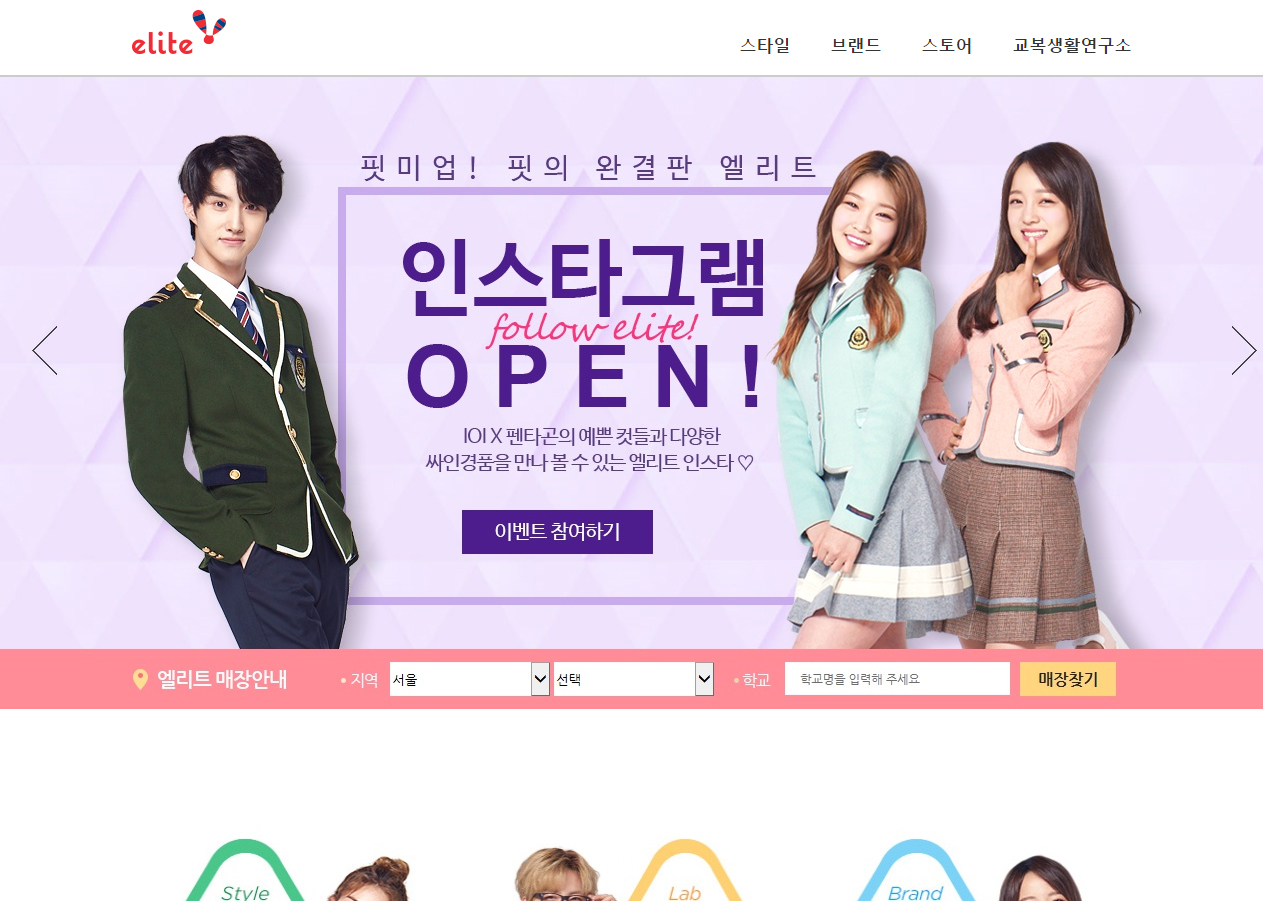 elite
스타일 브랜드 스토어 교복생활연구소
핏미업! 핏의 완결판 엘리트
인스타그램
follow elite!
OPEN!
IOI X 펜타곤의 예쁜 컷들과 다양한
싸인경품을 만나 볼 수 있는 엘리트 인스타 ♡
이벤트 참여하기
엘리트 매장안내 • 지역 서울 선택 • 학교 학교명을 입력해 주세요 매장찾기
Style Lab Brand